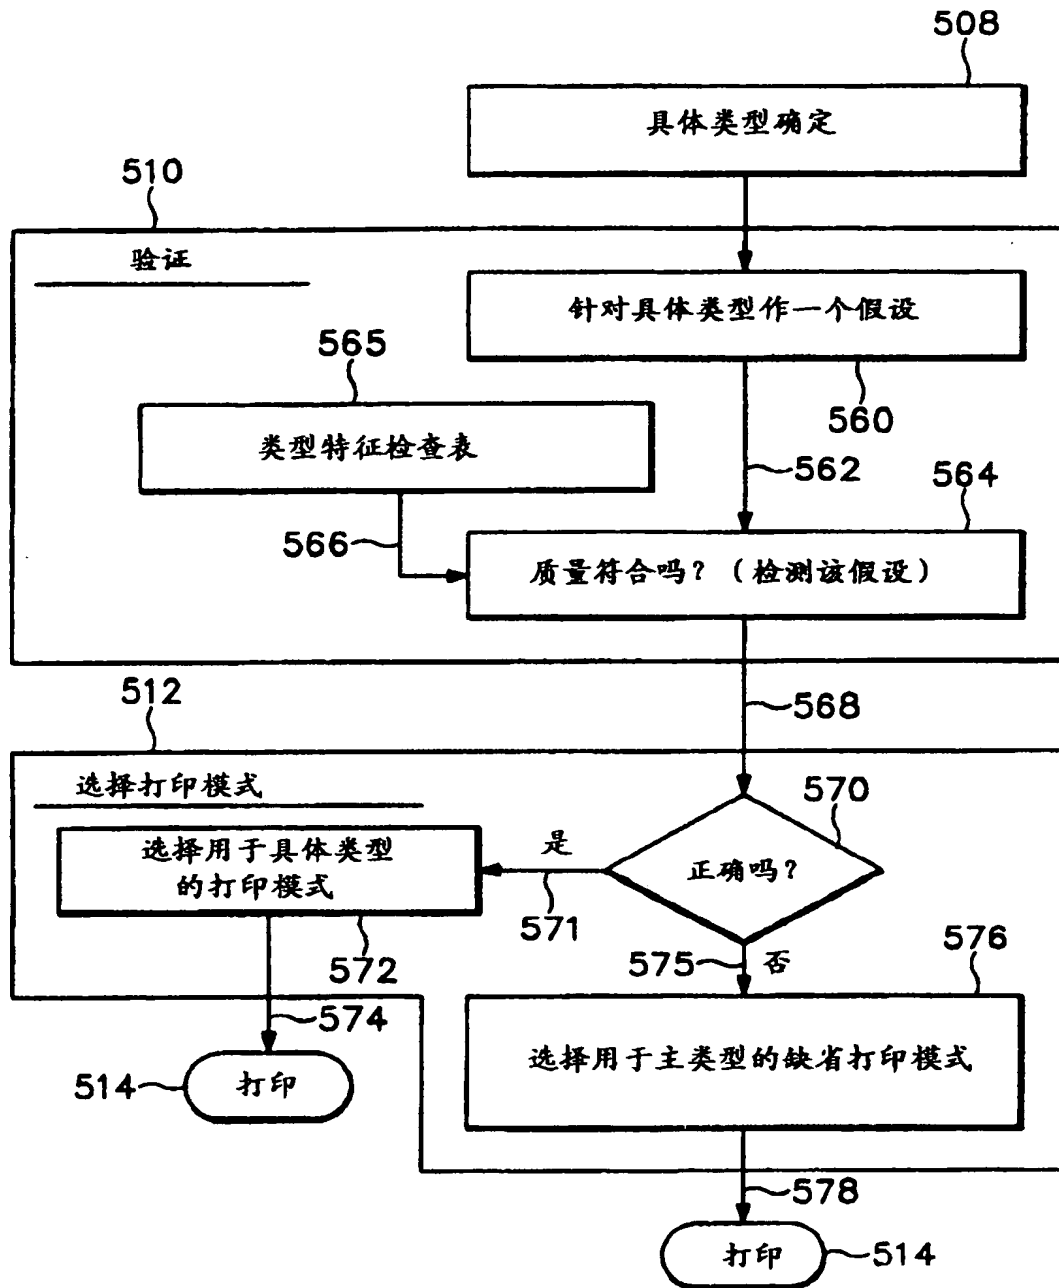 508
具体类型确定
510
验证
针对具体类型作一个假设
560
565
类型特征检查表
562
564
566
质量符合吗？（检测该假设）
568
512
选择打印模式
570
选择用于具体类型
的打印模式
是
正确吗？
571
572
575
否
576
574
选择用于主类型的缺省打印模式
514
打印
578
打印
514